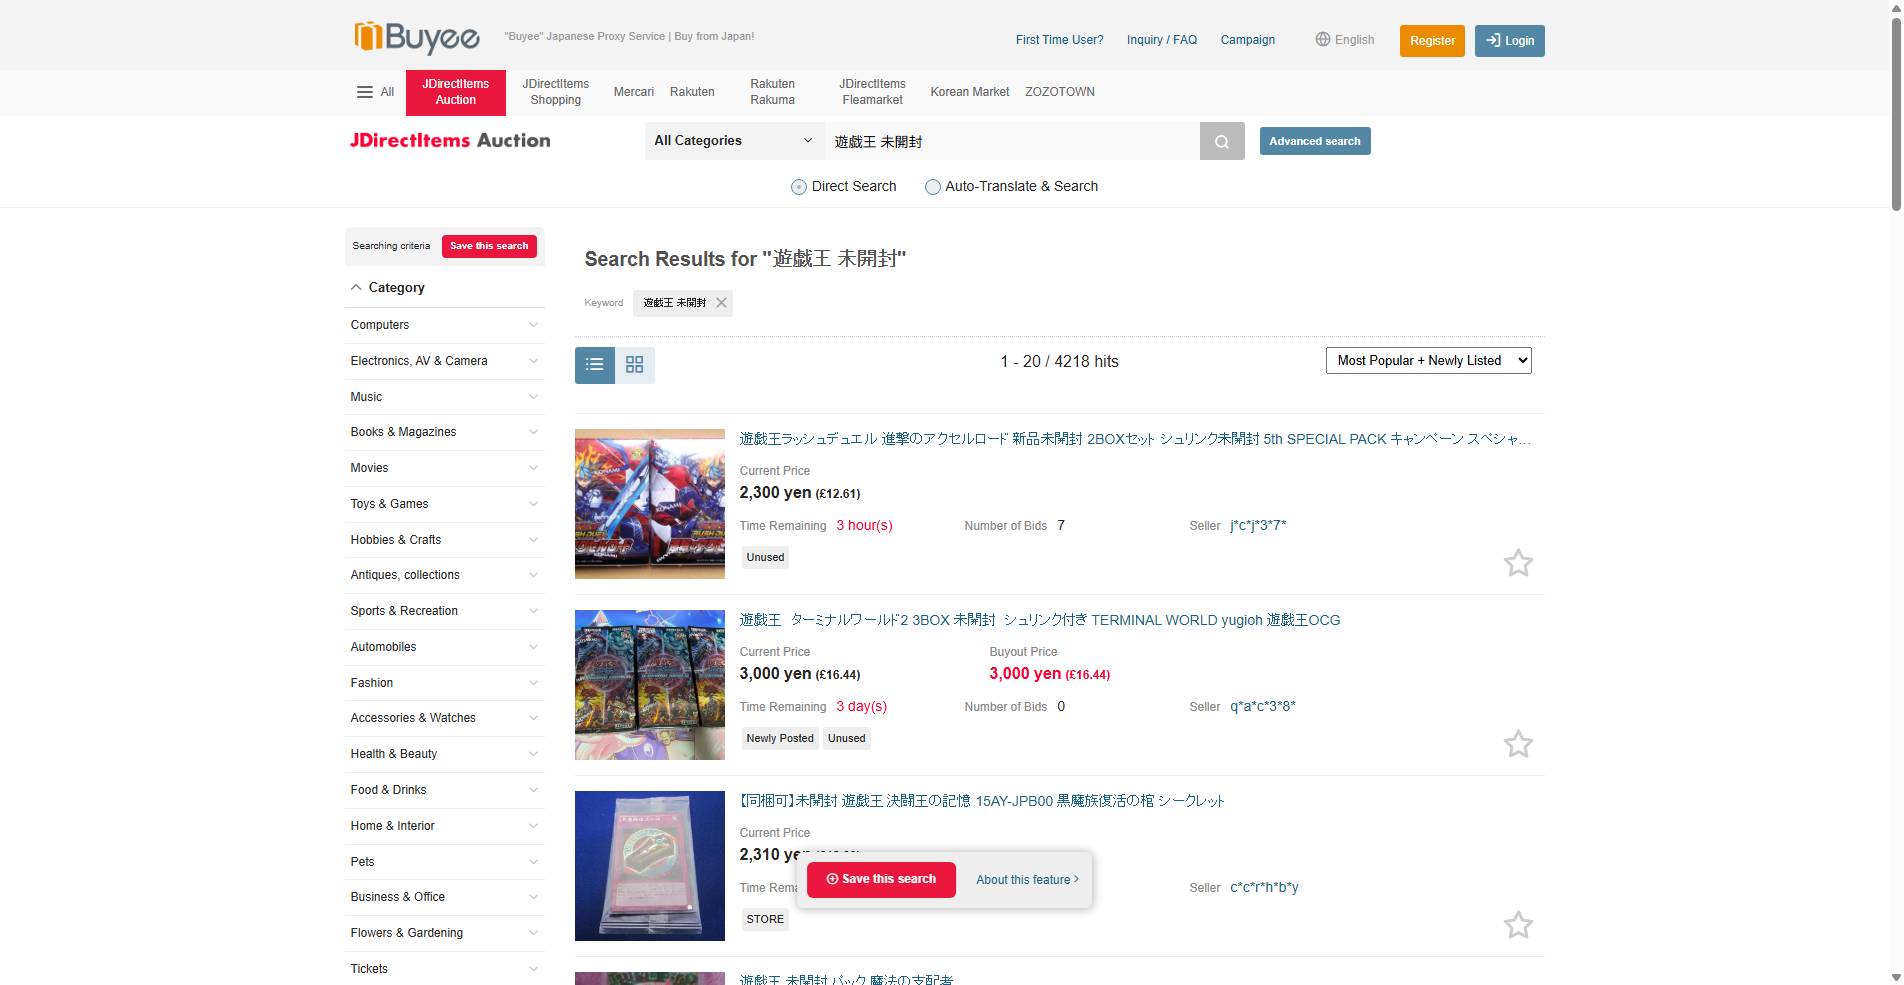 Buyee
"Buyee" Japanese Proxy Service | Buy from Japan!
First Time User?
Inquiry / FAQ
Campaign
English
Register
Login
All
JDirectItems Auction
JDirectItems Shopping
Mercari
Rakuten
Rakuten Rakuma
JDirectItems Fleamarket
Korean Market
ZOZOTOWN
JDirectItems Auction
All Categories
遊戯王 未開封
Advanced search
Direct Search
Auto-Translate & Search
Searching criteria
Save this search
Category
Computers
Electronics, AV & Camera
Music
Books & Magazines
Movies
Toys & Games
Hobbies & Crafts
Antiques, collections
Sports & Recreation
Automobiles
Fashion
Accessories & Watches
Health & Beauty
Food & Drinks
Home & Interior
Pets
Business & Office
Flowers & Gardening
Tickets
Search Results for "遊戯王 未開封"
Keyword
遊戯王 未開封
1 - 20 / 4218 hits
Most Popular + Newly Listed
遊戯王ラッシュデュエル 進撃のアクセルロード 新品未開封 2BOXセット シュリンク未開封 5th SPECIAL PACK キャンペーン スペシャ...
Current Price
2,300 yen (£12.61)
Time Remaining 3 hour(s)
Number of Bids 7
Seller j*c*j*3*7*
Unused
遊戯王　ターミナルワールド2 3BOX 未開封　シュリンク付き TERMINAL WORLD yugioh 遊戯王OCG
Current Price
3,000 yen (£16.44)
Buyout Price
3,000 yen (£16.44)
Time Remaining 3 day(s)
Number of Bids 0
Seller q*a*c*3*8*
Newly Posted
Unused
【同梱可】未開封 遊戯王 決闘王の記憶 15AY-JPB00 黒魔族復活の棺 シークレット
Current Price
2,310
Time
Seller c*c*r*h*b*y
STORE
Save this search
About this feature
遊戯王 未開封 パック 魔法の支配者